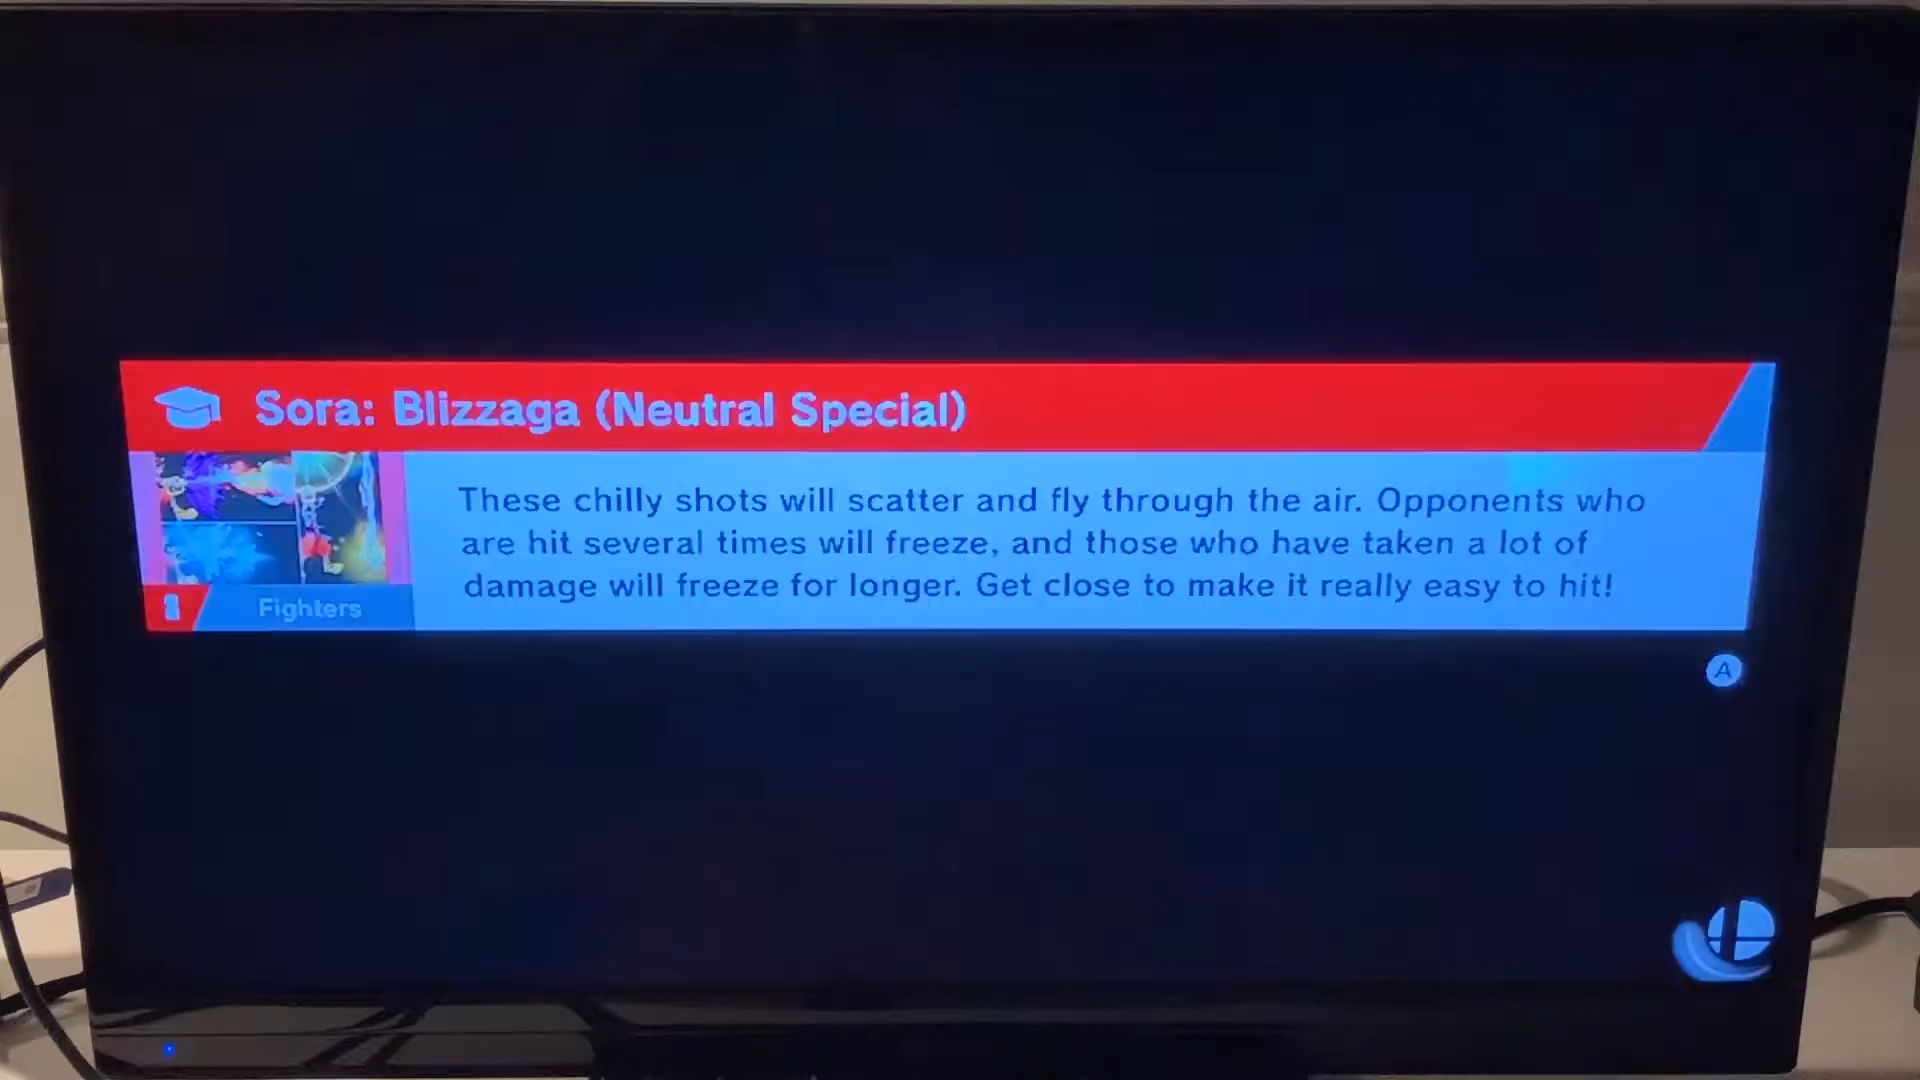 Sora: Blizzaga (Neutral Special)
These chilly shots will scatter and fly through the air. Opponents who
are hit several times will freeze, and those who have taken a lot of
damage will freeze for longer. Get close to make it really easy to hit!
Fighters
A